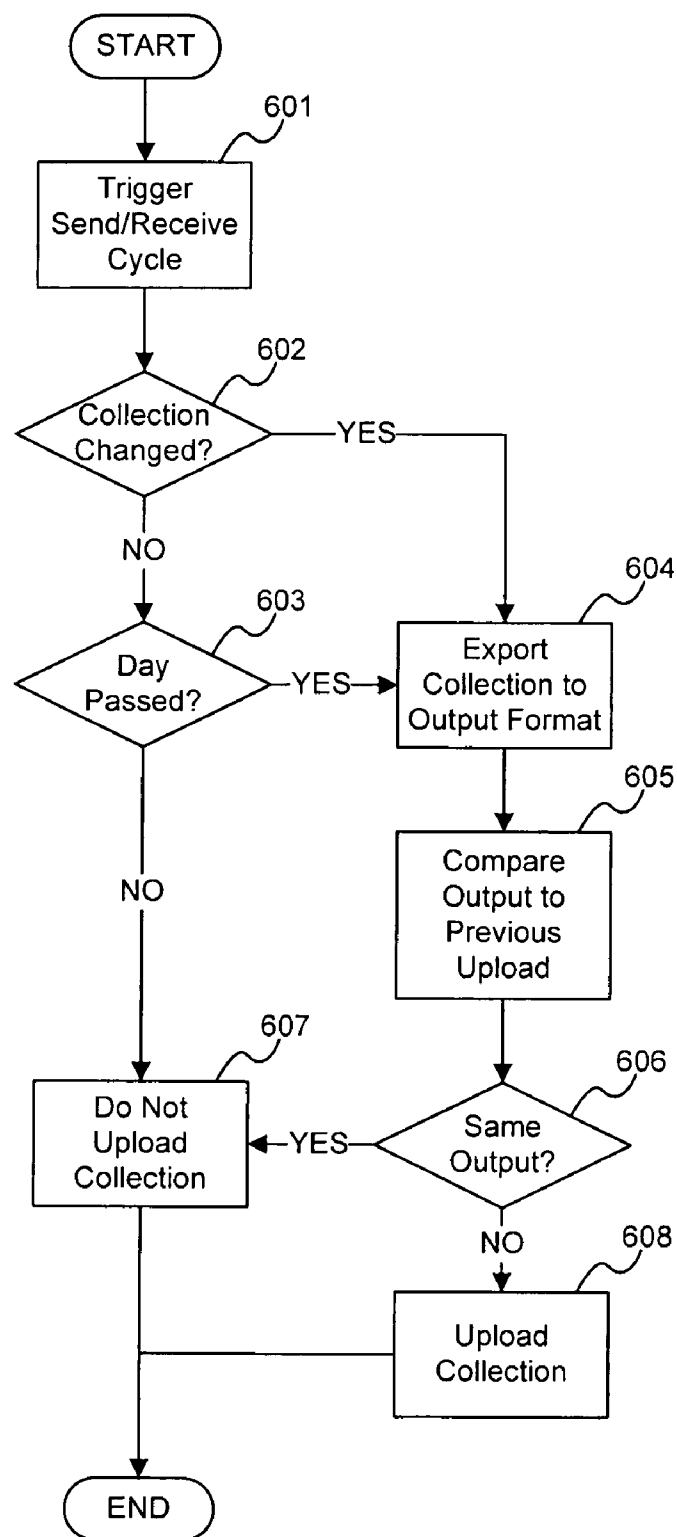 START
601
Trigger
Send/Receive
Cycle
602
Collection
Changed?
YES
NO
603
Day
Passed?
YES
604
Export
Collection to
Output Format
605
Compare
Output to
Previous
Upload
NO
607
Do Not
Upload
Collection
606
Same
Output?
YES
NO
608
Upload
Collection
END